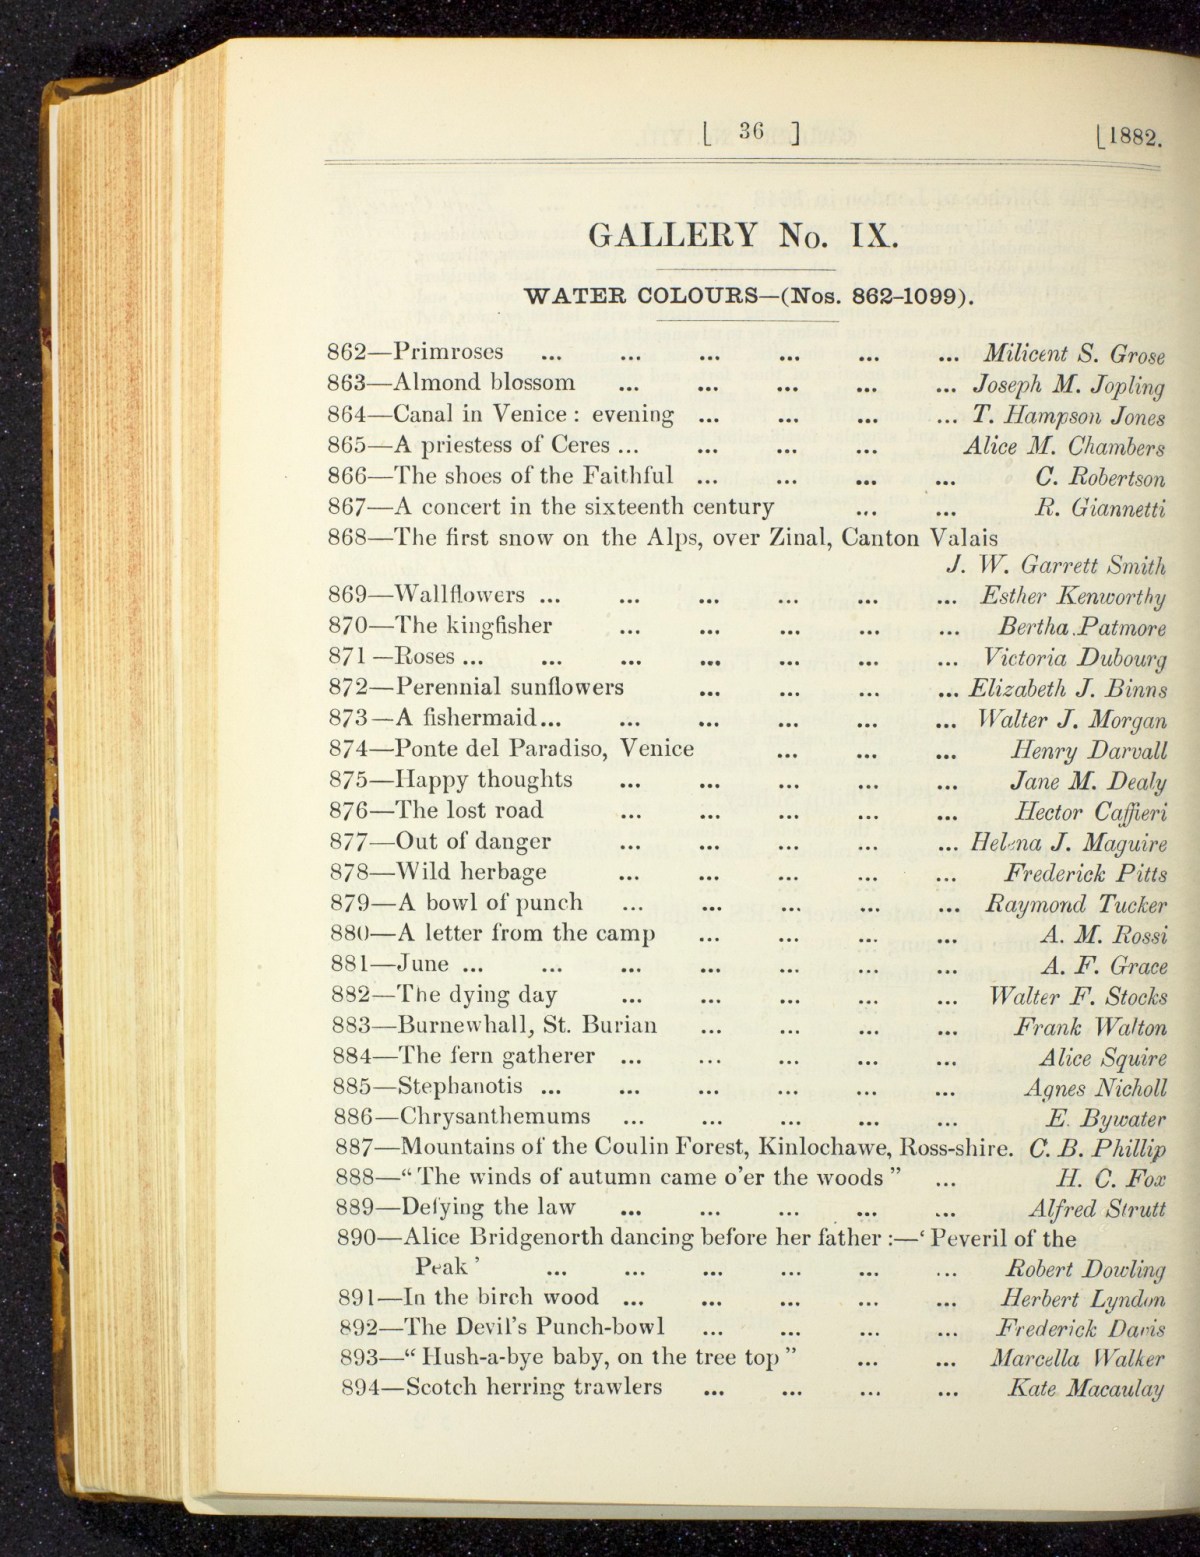 [ 36 ] [1882.
GALLERY No. IX.
WATER COLOURS—(Nos. 862-1099).
862—Primroses ... ... ... ... ... ... Milicent S. Grose
863—Almond blossom ... ... ... ... ... Joseph M. Jopling
864—Canal in Venice : evening ... ... ... ... T. Hampson Jones
865—A priestess of Ceres ... ... ... ... Alice M. Chambers
866—The shoes of the Faithful ... ... ... ... C. Robertson
867—A concert in the sixteenth century ... ... R. Giannetti
868—The first snow on the Alps, over Zinal, Canton Valais
J. W. Garrett Smith
869—Wallflowers ... ... ... ... ... ... Esther Kenworthy
870—The kingfisher ... ... ... ... ... Bertha Patmore
871—Roses ... ... ... ... ... ... ... Victoria Dubourg
872—Perennial sunflowers ... ... ... ... Elizabeth J. Binns
873—A fishermaid ... ... ... ... ... ... Walter J. Morgan
874—Ponte del Paradiso, Venice ... ... ... Henry Darvall
875—Happy thoughts ... ... ... ... ... Jane M. Dealy
876—The lost road ... ... ... ... ... Hector Caffieri
877—Out of danger ... ... ... ... ... Helena J. Maguire
878—Wild herbage ... ... ... ... ... Frederick Pitts
879—A bowl of punch ... ... ... ... ... Raymond Tucker
880—A letter from the camp ... ... ... ... A. M. Rossi
881—June ... ... ... ... ... ... ... A. F. Grace
882—The dying day ... ... ... ... ... Walter F. Stocks
883—Burnewhall, St. Burian ... ... ... ... Frank Walton
884—The fern gatherer ... ... ... ... ... Alice Squire
885—Stephanotis ... ... ... ... ... ... Agnes Nicholl
886—Chrysanthemums ... ... ... ... ... E. Bywater
887—Mountains of the Coulin Forest, Kinlochawe, Ross-shire. C. B. Phillip
888—“ The winds of autumn came o’er the woods ” ... H. C. Fox
889—Defying the law ... ... ... ... ... Alfred Strutt
890—Alice Bridgenorth dancing before her father :—‘ Peveril of the
Peak ’ ... ... ... ... ... ... Robert Dowling
891—In the birch wood ... ... ... ... ... Herbert Lyndon
892—The Devil’s Punch-bowl ... ... ... ... Frederick Davis
893—“ Hush-a-bye baby, on the tree top ” ... ... Marcella Walker
894—Scotch herring trawlers ... ... ... ... Kate Macaulay